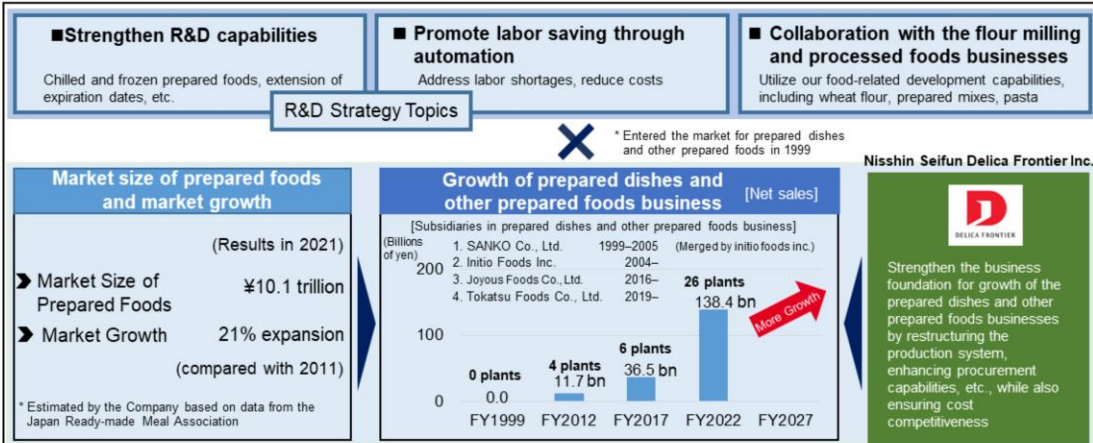 ■Strengthen R&D capabilities
Chilled and frozen prepared foods, extension of
expiration dates, etc.
■ Promote labor saving through
automation
Address labor shortages, reduce costs
■ Collaboration with the flour milling
and processed foods businesses
Utilize our food-related development capabilities,
including wheat flour, prepared mixes, pasta
R&D Strategy Topics
* Entered the market for prepared dishes
and other prepared foods in 1999
Market size of prepared foods
and market growth
(Results in 2021)
Market Size of
Prepared Foods
¥10.1 trillion
Market Growth
21% expansion
(compared with 2011)
* Estimated by the Company based on data from the
Japan Ready-made Meal Association
Growth of prepared dishes and
other prepared foods business
[Net sales]
[Subsidiaries in prepared dishes and other prepared foods business]
(Billions
of yen)
1. SANKO Co., Ltd. 1999–2005 (Merged by initio foods inc.)
2. Initio Foods Inc. 2004–
3. Joyous Foods Co.,Ltd. 2016–
4. Tokatsu Foods Co., Ltd. 2019–
200
100
0
0 plants
0.0
4 plants
11.7 bn
6 plants
36.5 bn
26 plants
138.4 bn
More Growth
FY1999 FY2012 FY2017 FY2022 FY2027
Nisshin Seifun Delica Frontier Inc.
DELICA FRONTIER
Strengthen the business
foundation for growth of the
prepared dishes and other
prepared foods businesses
by restructuring the
production system,
enhancing procurement
capabilities, etc., while also
ensuring cost
competitiveness